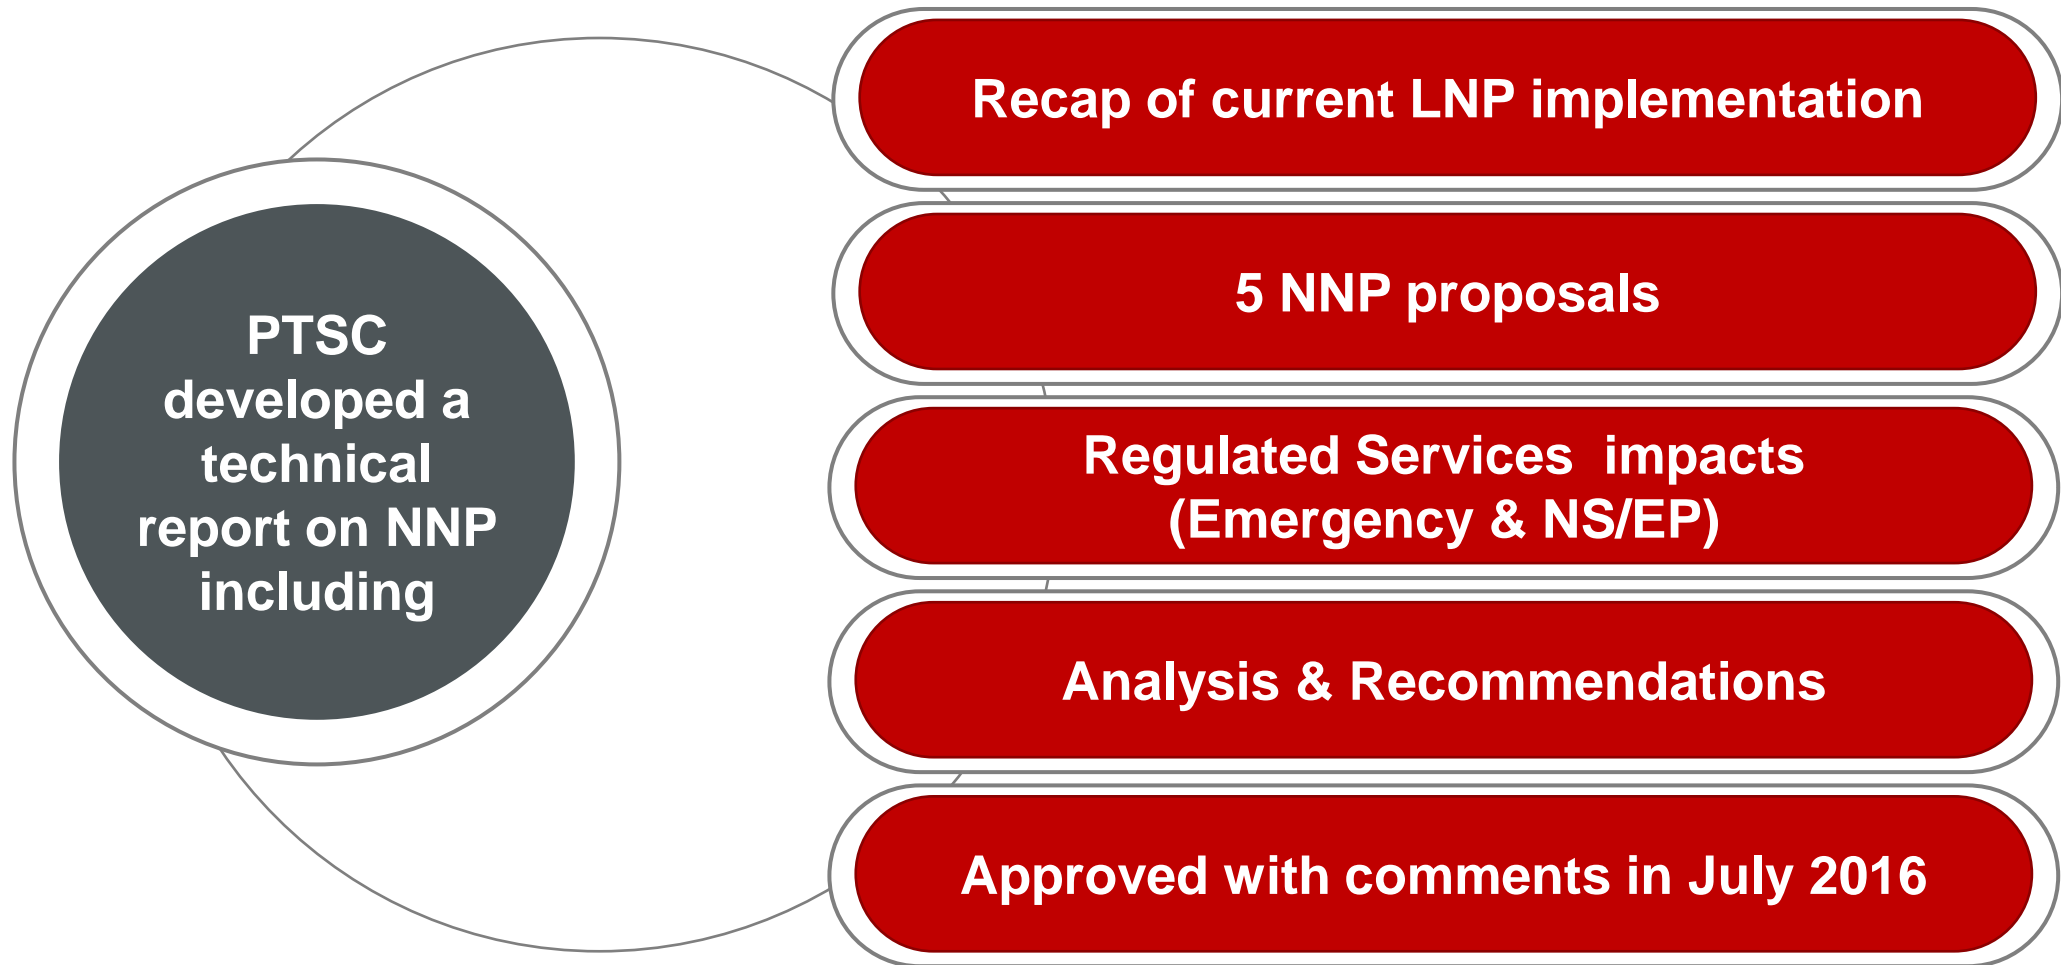 PTSC
developed a
technical
report on NNP
including
Recap of current LNP implementation
5 NNP proposals
Regulated Services  impacts
(Emergency & NS/EP)
Analysis & Recommendations
Approved with comments in July 2016